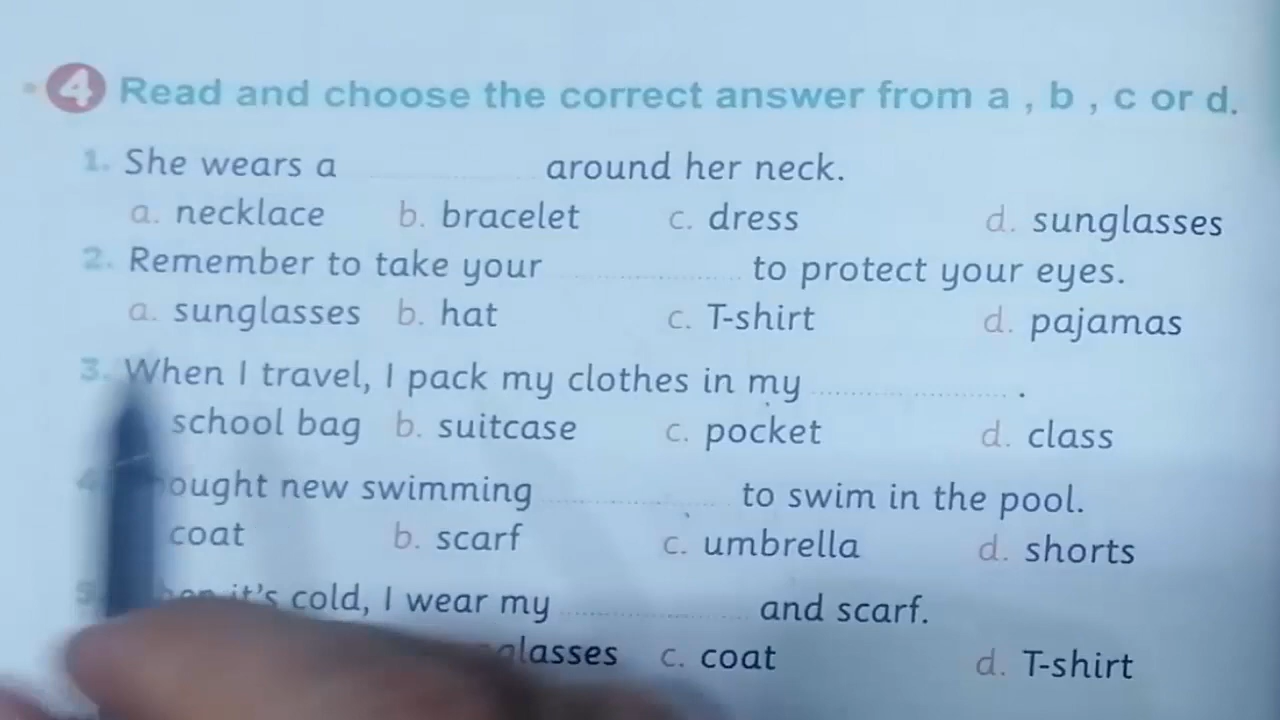 4 Read and choose the correct answer from a , b , c or d.
1. She wears a ............ around her neck.
a. necklace b. bracelet c. dress d. sunglasses
2. Remember to take your ............ to protect your eyes.
a. sunglasses b. hat c. T-shirt d. pajamas
3. When I travel, I pack my clothes in my ............ .
school bag b. suitcase c. pocket d. class
new swimming ............ to swim in the pool.
coat b. scarf c. umbrella d. shorts
it's cold, I wear my ............ and scarf.
c. coat d. T-shirt